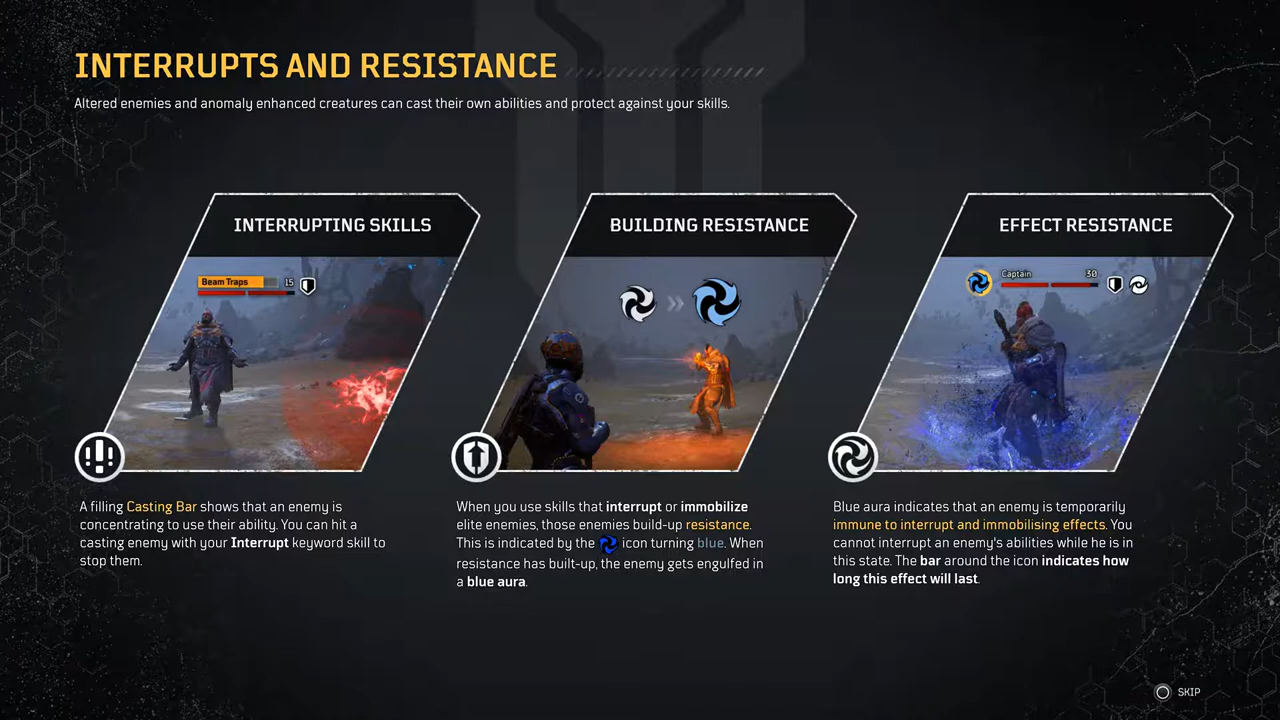 INTERRUPTS AND RESISTANCE
Altered enemies and anomaly enhanced creatures can cast their own abilities and protect against your skills.
INTERRUPTING SKILLS
Beam Traps 15
A filling Casting Bar shows that an enemy is
concentrating to use their ability. You can hit a
casting enemy with your Interrupt keyword skill to
stop them.
BUILDING RESISTANCE
When you use skills that interrupt or immobilize
elite enemies, those enemies build-up resistance.
This is indicated by the icon turning blue. When
resistance has built-up, the enemy gets engulfed in
a blue aura.
EFFECT RESISTANCE
Captain 30
Blue aura indicates that an enemy is temporarily
immune to interrupt and immobilising effects. You
cannot interrupt an enemy's abilities while he is in
this state. The bar around the icon indicates how
long this effect will last.
SKIP